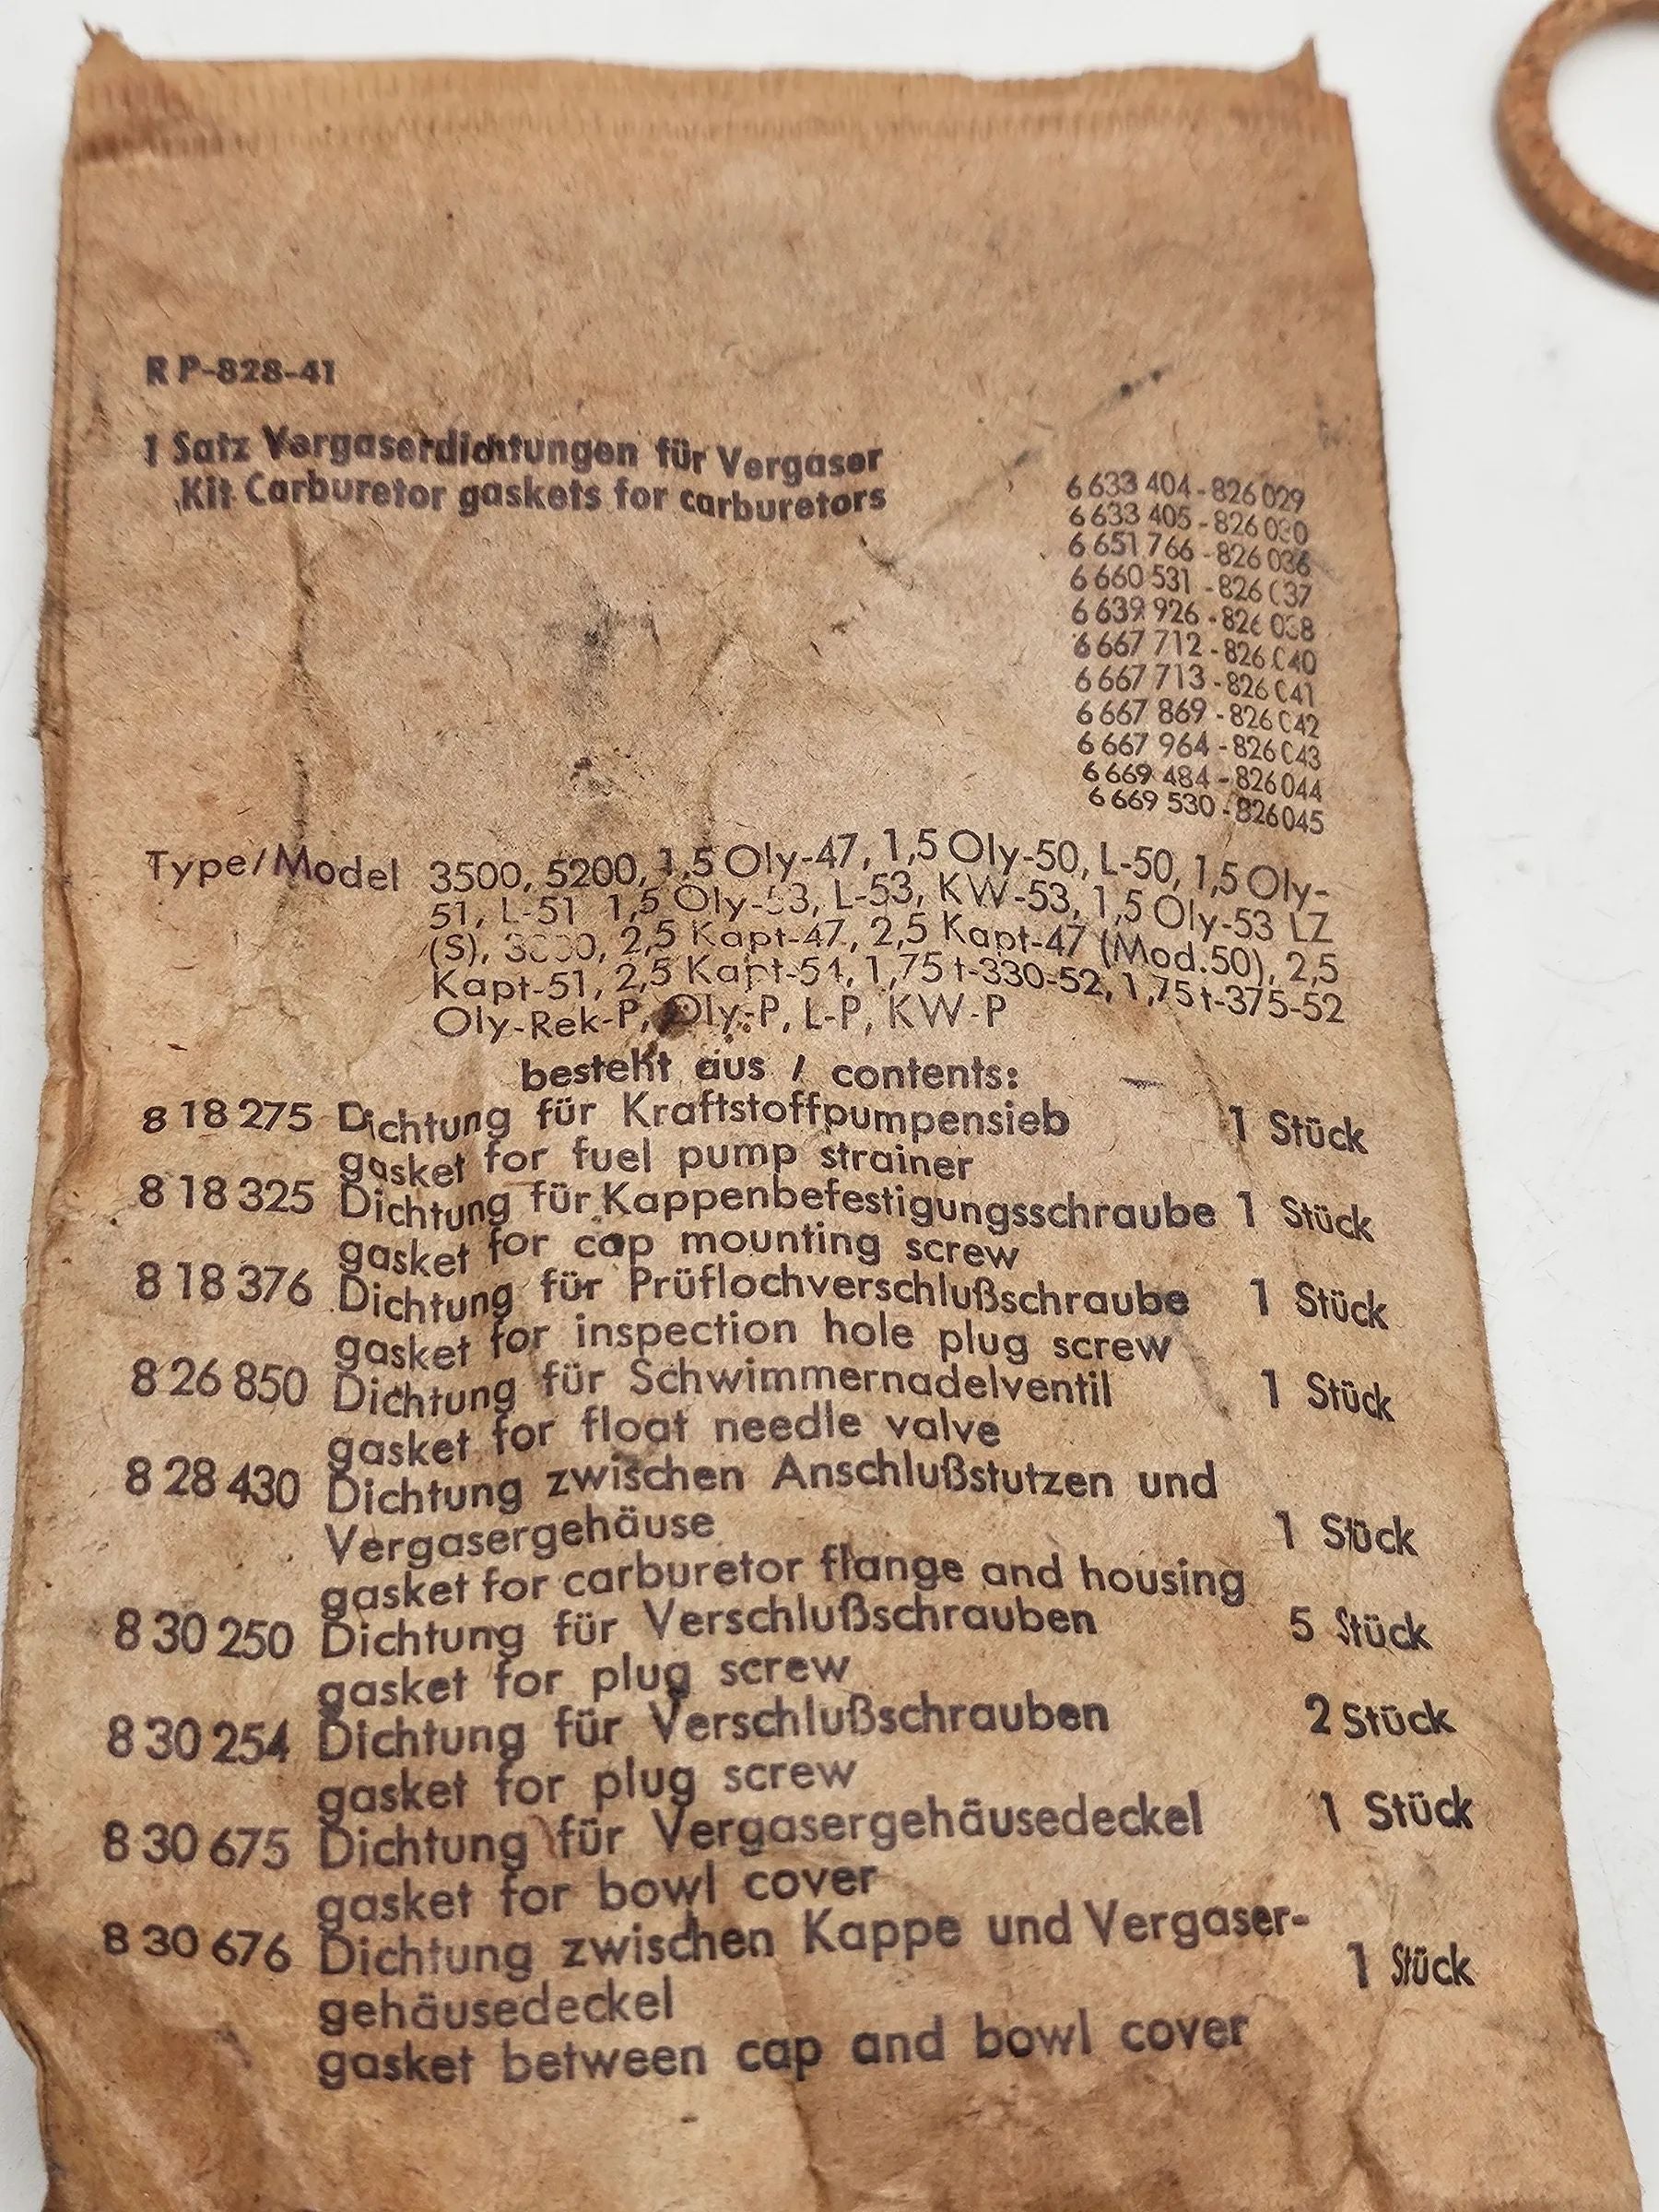 R P-828-41
1 Satz Vergaserdichtungen für Vergaser
Kit Carburetor gaskets for carburetors
6 633 404 - 826 029
6 633 405 - 826 030
6 651 766 - 826 036
6 660 531 - 826 037
6 639 926 - 826 038
6 667 712 - 826 040
6 667 713 - 826 041
6 667 869 - 826 042
6 667 964 - 826 043
6 669 484 - 826 044
6 669 530 - 826 045
Type/Model 3500, 5200, 1,5 Oly-47, 1,5 Oly-50, L-50, 1,5 Oly-
51, L-51 1,5 Oly-53, L-53, KW-53, 1,5 Oly-53 LZ
(S), 2,5 Kapt-47, 2,5 Kapt-47 (Mod.50), 2,5
Kapt-51, 2,5 Kapt-51, 1,75 t-330-52, 1,75 t-375-52
Oly-Rek-P, Oly-P, L-P, KW-P
besteht aus / contents:
8 18 275 Dichtung für Kraftstoffpumpensieb 1 Stück
gasket for fuel pump strainer
8 18 325 Dichtung für Kappenbefestigungsschraube 1 Stück
gasket for cap mounting screw
8 18 376 Dichtung für Prüflochverschlußschraube 1 Stück
gasket for inspection hole plug screw
8 26 850 Dichtung für Schwimmernadelventil 1 Stück
gasket for float needle valve
8 28 430 Dichtung zwischen Anschlußstutzen und
Vergasergehäuse 1 Stück
gasket for carburetor flange and housing
8 30 250 Dichtung für Verschlußschrauben 5 Stück
gasket for plug screw
8 30 254 Dichtung für Verschlußschrauben 2 Stück
gasket for plug screw
8 30 675 Dichtung für Vergasergehäusedeckel 1 Stück
gasket for bowl cover
8 30 676 Dichtung zwischen Kappe und Vergaser-
gehäusedeckel 1 Stück
gasket between cap and bowl cover